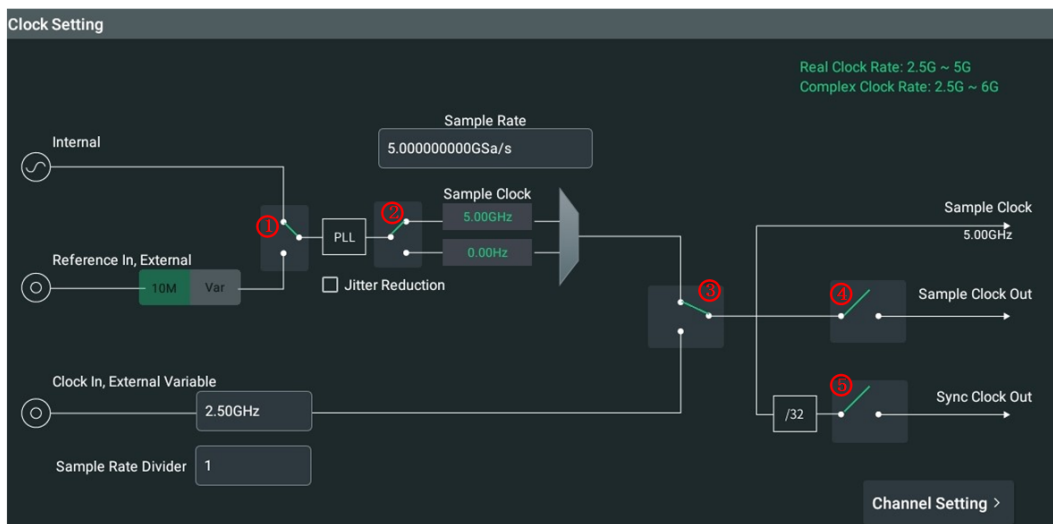 Clock Setting
Real Clock Rate: 2.5G ~ 5G
Complex Clock Rate: 2.5G ~ 6G
Sample Rate
5.000000000GSa/s
Internal
Sample Clock
① ② 5.00GHz
PLL
0.00Hz
Reference In, External
10M Var
Jitter Reduction
Sample Clock
5.00GHz
③ ④ Sample Clock Out
Clock In, External Variable
2.50GHz
⑤ Sync Clock Out
/32
Sample Rate Divider 1
Channel Setting >